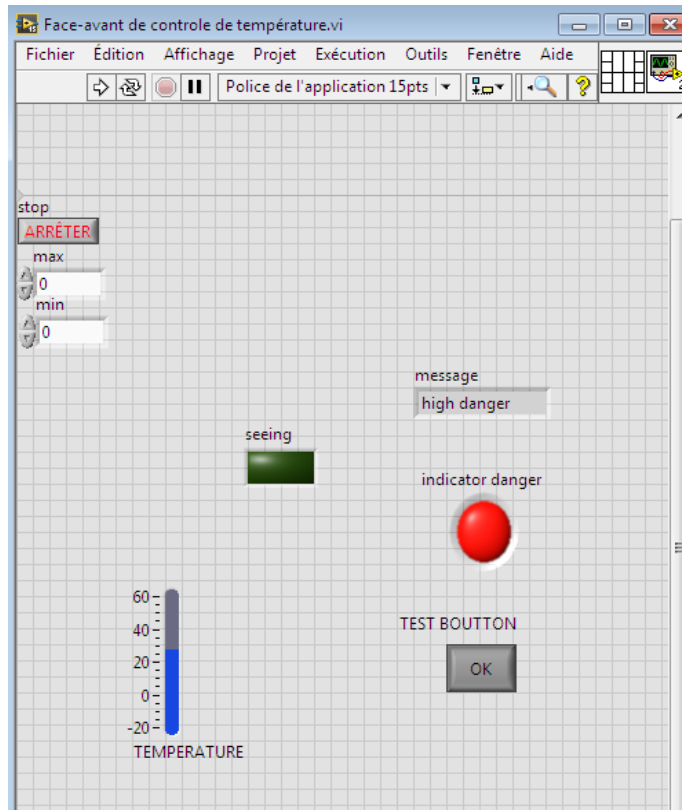 Face-avant de controle de température.vi
Fichier Édition Affichage Projet Exécution Outils Fenêtre Aide
Police de l'application 15pts
stop
ARRÊTER
max
0
min
0
message
high danger
seeing
indicator danger
60
40
20
0
-20
TEMPERATURE
TEST BOUTTON
OK